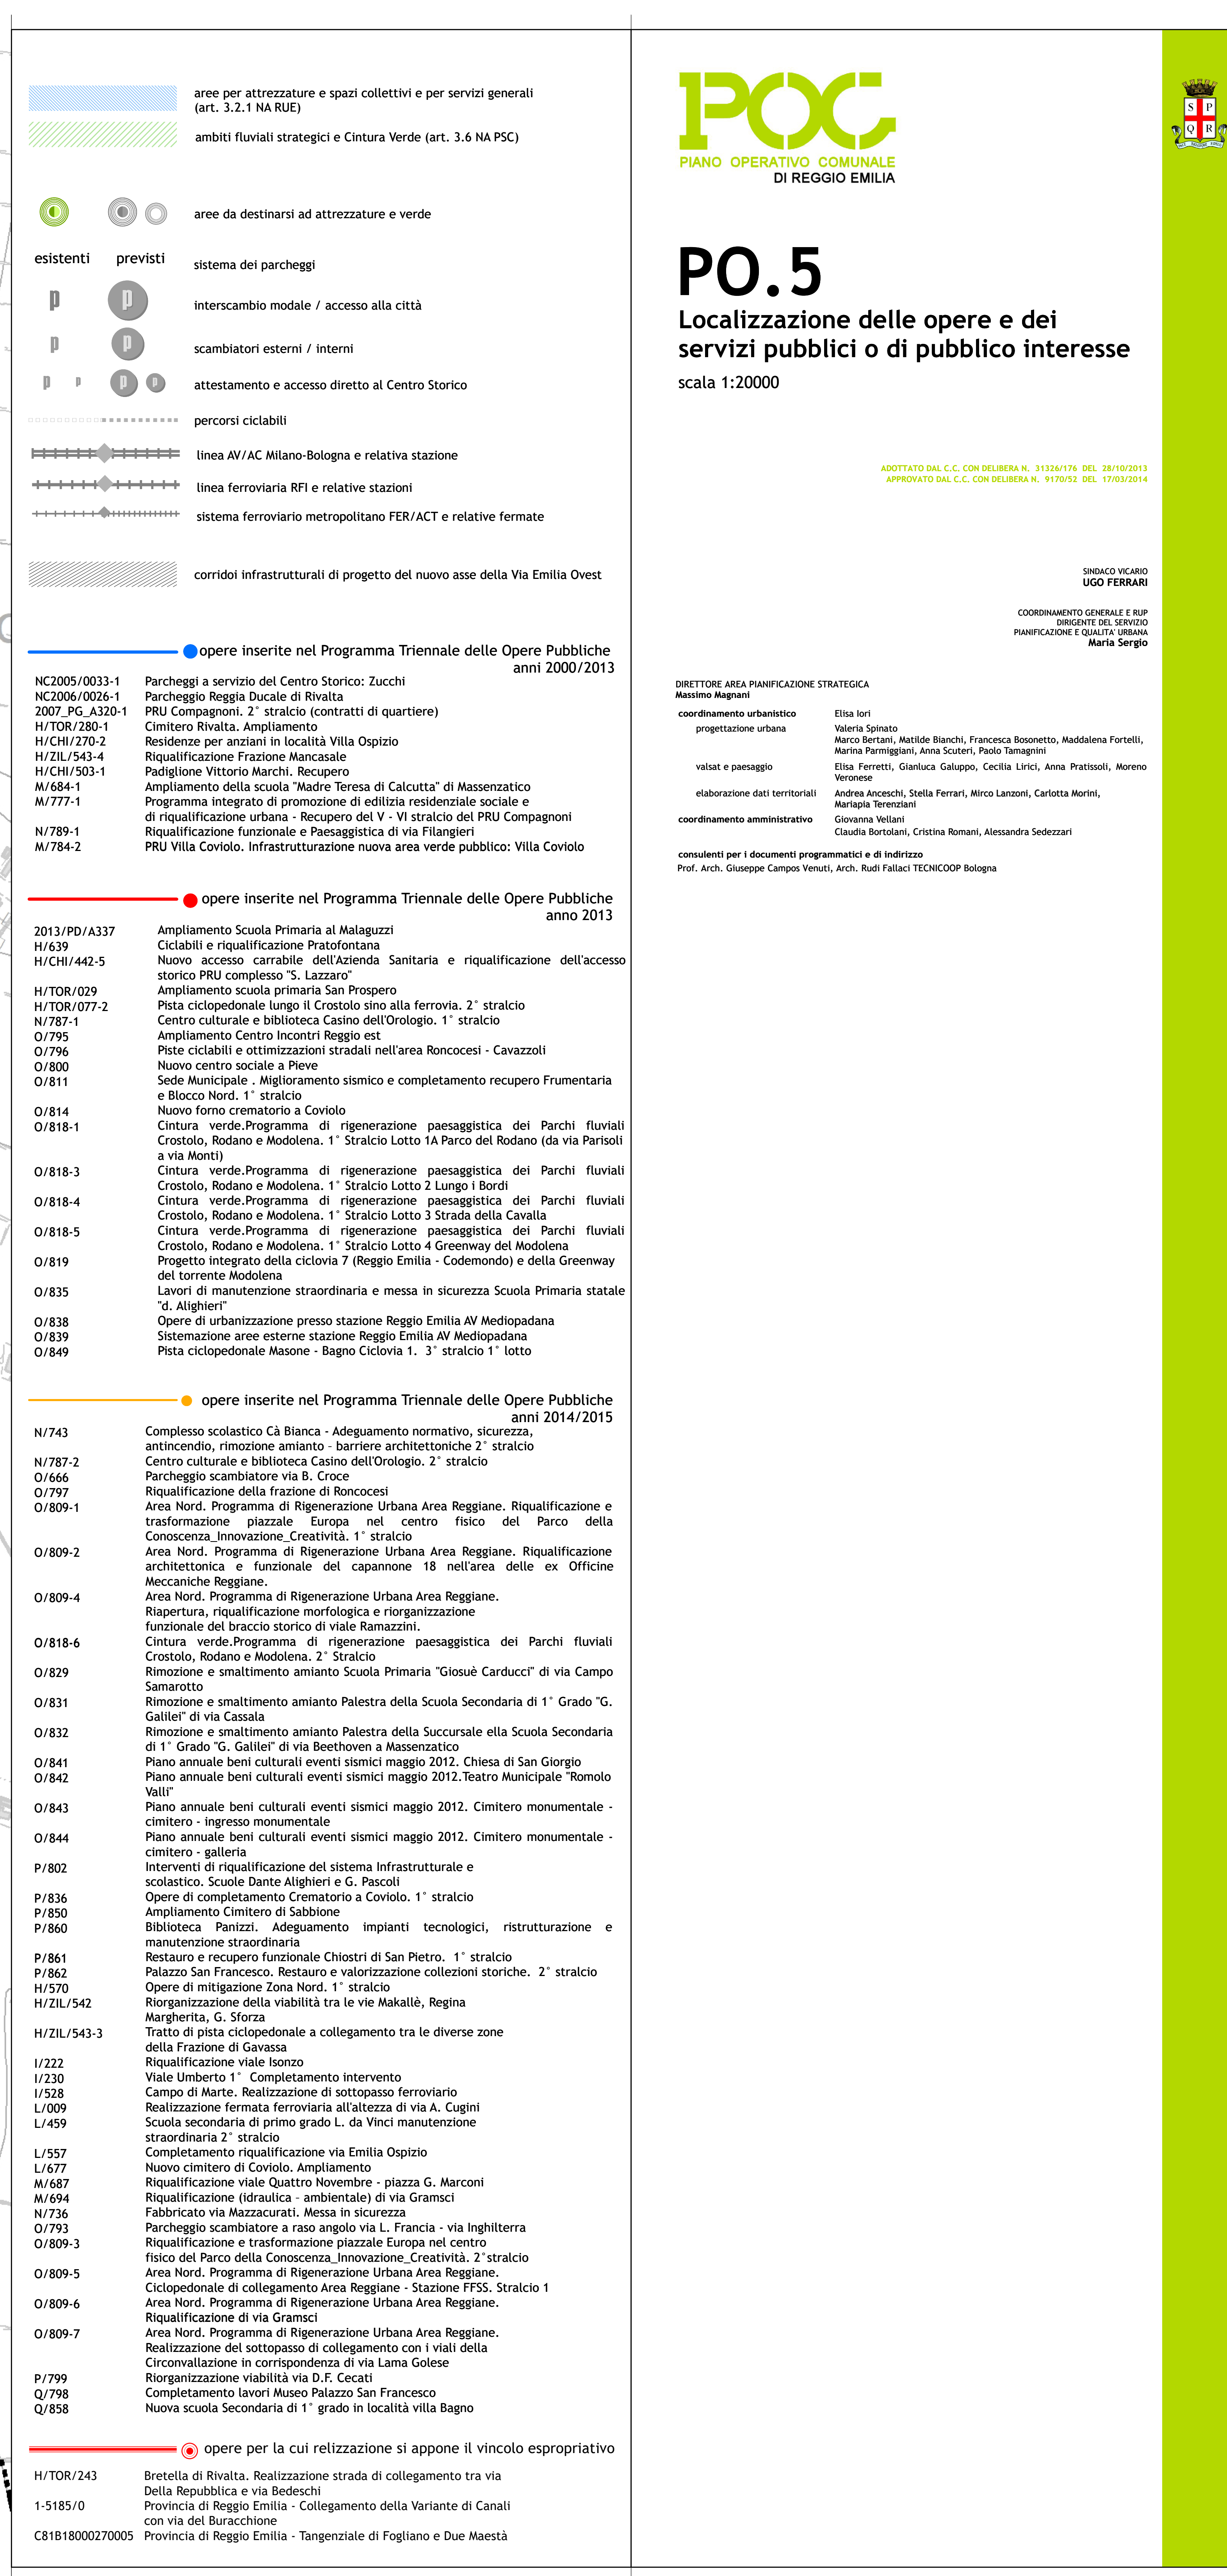 aree per attrezzature e spazi collettivi e per servizi generali
(art. 3.2.1 NA RUE)
ambiti fluviali strategici e Cintura Verde (art. 3.6 NA PSC)
aree da destinarsi ad attrezzature e verde
esistenti previsti
sistema dei parcheggi
p p interscambio modale / accesso alla città
p p scambiatori esterni / interni
p p p p attestamento e accesso diretto al Centro Storico
percorsi ciclabili
linea AV/AC Milano-Bologna e relativa stazione
linea ferroviaria RFI e relative stazioni
sistema ferroviario metropolitano FER/ACT e relative fermate
corridoi infrastrutturali di progetto del nuovo asse della Via Emilia Ovest
opere inserite nel Programma Triennale delle Opere Pubbliche
anni 2000/2013
NC2005/0033-1 Parcheggi a servizio del Centro Storico: Zucchi
NC2006/0026-1 Parcheggio Reggia Ducale di Rivalta
2007_PG_A320-1 PRU Compagnoni. 2° stralcio (contratti di quartiere)
H/TOR/280-1 Cimitero Rivalta. Ampliamento
H/CHI/270-2 Residenze per anziani in località Villa Ospizio
H/ZIL/543-4 Riqualificazione Frazione Mancasale
H/CHI/503-1 Padiglione Vittorio Marchi. Recupero
M/684-1 Ampliamento della scuola "Madre Teresa di Calcutta" di Massenzatico
M/777-1 Programma integrato di promozione di edilizia residenziale sociale e
di riqualificazione urbana - Recupero del V - VI stralcio del PRU Compagnoni
N/789-1 Riqualificazione funzionale e Paesaggistica di via Filangieri
M/784-2 PRU Villa Coviolo. Infrastrutturazione nuova area verde pubblico: Villa Coviolo
opere inserite nel Programma Triennale delle Opere Pubbliche
anno 2013
2013/PD/A337 Ampliamento Scuola Primaria al Malaguzzi
H/639 Ciclabili e riqualificazione Pratofontana
H/CHI/442-5 Nuovo accesso carrabile dell'Azienda Sanitaria e riqualificazione dell'accesso
storico PRU complesso "S. Lazzaro"
H/TOR/029 Ampliamento scuola primaria San Prospero
H/TOR/077-2 Pista ciclopedonale lungo il Crostolo sino alla ferrovia. 2° stralcio
N/787-1 Centro culturale e biblioteca Casino dell'Orologio. 1° stralcio
O/795 Ampliamento Centro Incontri Reggio est
O/796 Piste ciclabili e ottimizzazioni stradali nell'area Roncocesi - Cavazzoli
O/800 Nuovo centro sociale a Pieve
O/811 Sede Municipale . Miglioramento sismico e completamento recupero Frumentaria
e Blocco Nord. 1° stralcio
O/814 Nuovo forno crematorio a Coviolo
O/818-1 Cintura verde.Programma di rigenerazione paesaggistica dei Parchi fluviali
Crostolo, Rodano e Modolena. 1° Stralcio Lotto 1A Parco del Rodano (da via Parisoli
a via Monti)
O/818-3 Cintura verde.Programma di rigenerazione paesaggistica dei Parchi fluviali
Crostolo, Rodano e Modolena. 1° Stralcio Lotto 2 Lungo i Bordi
O/818-4 Cintura verde.Programma di rigenerazione paesaggistica dei Parchi fluviali
Crostolo, Rodano e Modolena. 1° Stralcio Lotto 3 Strada della Cavalla
O/818-5 Cintura verde.Programma di rigenerazione paesaggistica dei Parchi fluviali
Crostolo, Rodano e Modolena. 1° Stralcio Lotto 4 Greenway del Modolena
O/819 Progetto integrato della ciclovia 7 (Reggio Emilia - Codemondo) e della Greenway
del torrente Modolena
O/835 Lavori di manutenzione straordinaria e messa in sicurezza Scuola Primaria statale
"d. Alighieri"
O/838 Opere di urbanizzazione presso stazione Reggio Emilia AV Mediopadana
O/839 Sistemazione aree esterne stazione Reggio Emilia AV Mediopadana
O/849 Pista ciclopedonale Masone - Bagno Ciclovia 1. 3° stralcio 1° lotto
opere inserite nel Programma Triennale delle Opere Pubbliche
anni 2014/2015
N/743 Complesso scolastico Cà Bianca - Adeguamento normativo, sicurezza,
antincendio, rimozione amianto – barriere architettoniche 2° stralcio
N/787-2 Centro culturale e biblioteca Casino dell'Orologio. 2° stralcio
O/666 Parcheggio scambiatore via B. Croce
O/797 Riqualificazione della frazione di Roncocesi
O/809-1 Area Nord. Programma di Rigenerazione Urbana Area Reggiane. Riqualificazione e
trasformazione piazzale Europa nel centro fisico del Parco della
Conoscenza_Innovazione_Creatività. 1° stralcio
O/809-2 Area Nord. Programma di Rigenerazione Urbana Area Reggiane. Riqualificazione
architettonica e funzionale del capannone 18 nell'area delle ex Officine
Meccaniche Reggiane.
O/809-4 Area Nord. Programma di Rigenerazione Urbana Area Reggiane.
Riapertura, riqualificazione morfologica e riorganizzazione
funzionale del braccio storico di viale Ramazzini.
O/818-6 Cintura verde.Programma di rigenerazione paesaggistica dei Parchi fluviali
Crostolo, Rodano e Modolena. 2° Stralcio
O/829 Rimozione e smaltimento amianto Scuola Primaria "Giosuè Carducci" di via Campo
Samarotto
O/831 Rimozione e smaltimento amianto Palestra della Scuola Secondaria di 1° Grado "G.
Galilei" di via Cassala
O/832 Rimozione e smaltimento amianto Palestra della Succursale ella Scuola Secondaria
di 1° Grado "G. Galilei" di via Beethoven a Massenzatico
O/841 Piano annuale beni culturali eventi sismici maggio 2012. Chiesa di San Giorgio
O/842 Piano annuale beni culturali eventi sismici maggio 2012.Teatro Municipale "Romolo
Valli"
O/843 Piano annuale beni culturali eventi sismici maggio 2012. Cimitero monumentale -
cimitero - ingresso monumentale
O/844 Piano annuale beni culturali eventi sismici maggio 2012. Cimitero monumentale -
cimitero - galleria
P/802 Interventi di riqualificazione del sistema Infrastrutturale e
scolastico. Scuole Dante Alighieri e G. Pascoli
P/836 Opere di completamento Crematorio a Coviolo. 1° stralcio
P/850 Ampliamento Cimitero di Sabbione
P/860 Biblioteca Panizzi. Adeguamento impianti tecnologici, ristrutturazione e
manutenzione straordinaria
P/861 Restauro e recupero funzionale Chiostri di San Pietro. 1° stralcio
P/862 Palazzo San Francesco. Restauro e valorizzazione collezioni storiche. 2° stralcio
H/570 Opere di mitigazione Zona Nord. 1° stralcio
H/ZIL/542 Riorganizzazione della viabilità tra le vie Makallè, Regina
Margherita, G. Sforza
H/ZIL/543-3 Tratto di pista ciclopedonale a collegamento tra le diverse zone
della Frazione di Gavassa
I/222 Riqualificazione viale Isonzo
I/230 Viale Umberto 1° Completamento intervento
I/528 Campo di Marte. Realizzazione di sottopasso ferroviario
L/009 Realizzazione fermata ferroviaria all'altezza di via A. Cugini
L/459 Scuola secondaria di primo grado L. da Vinci manutenzione
straordinaria 2° stralcio
L/557 Completamento riqualificazione via Emilia Ospizio
L/677 Nuovo cimitero di Coviolo. Ampliamento
M/687 Riqualificazione viale Quattro Novembre - piazza G. Marconi
M/694 Riqualificazione (idraulica – ambientale) di via Gramsci
N/736 Fabbricato via Mazzacurati. Messa in sicurezza
O/793 Parcheggio scambiatore a raso angolo via L. Francia - via Inghilterra
O/809-3 Riqualificazione e trasformazione piazzale Europa nel centro
fisico del Parco della Conoscenza_Innovazione_Creatività. 2°stralcio
O/809-5 Area Nord. Programma di Rigenerazione Urbana Area Reggiane.
Ciclopedonale di collegamento Area Reggiane - Stazione FFSS. Stralcio 1
O/809-6 Area Nord. Programma di Rigenerazione Urbana Area Reggiane.
Riqualificazione di via Gramsci
O/809-7 Area Nord. Programma di Rigenerazione Urbana Area Reggiane.
Realizzazione del sottopasso di collegamento con i viali della
Circonvallazione in corrispondenza di via Lama Golese
P/799 Riorganizzazione viabilità via D.F. Cecati
Q/798 Completamento lavori Museo Palazzo San Francesco
Q/858 Nuova scuola Secondaria di 1° grado in località villa Bagno
opere per la cui relizzazione si appone il vincolo espropriativo
H/TOR/243 Bretella di Rivalta. Realizzazione strada di collegamento tra via
Della Repubblica e via Bedeschi
1-5185/0 Provincia di Reggio Emilia - Collegamento della Variante di Canali
con via del Buracchione
C81B18000270005 Provincia di Reggio Emilia - Tangenziale di Fogliano e Due Maestà
POC
PIANO OPERATIVO COMUNALE
DI REGGIO EMILIA
S P
Q R
PO.5
Localizzazione delle opere e dei
servizi pubblici o di pubblico interesse
scala 1:20000
ADOTTATO DAL C.C. CON DELIBERA N. 31326/176 DEL 28/10/2013
APPROVATO DAL C.C. CON DELIBERA N. 9170/52 DEL 17/03/2014
SINDACO VICARIO
UGO FERRARI
COORDINAMENTO GENERALE E RUP
DIRIGENTE DEL SERVIZIO
PIANIFICAZIONE E QUALITA' URBANA
Maria Sergio
DIRETTORE AREA PIANIFICAZIONE STRATEGICA
Massimo Magnani
coordinamento urbanistico Elisa Iori
progettazione urbana Valeria Spinato
Marco Bertani, Matilde Bianchi, Francesca Bosonetto, Maddalena Fortelli,
Marina Parmiggiani, Anna Scuteri, Paolo Tamagnini
valsat e paesaggio Elisa Ferretti, Gianluca Galuppo, Cecilia Lirici, Anna Pratissoli, Moreno
Veronese
elaborazione dati territoriali Andrea Anceschi, Stella Ferrari, Mirco Lanzoni, Carlotta Morini,
Mariapia Terenziani
coordinamento amministrativo Giovanna Vellani
Claudia Bortolani, Cristina Romani, Alessandra Sedezzari
consulenti per i documenti programmatici e di indirizzo
Prof. Arch. Giuseppe Campos Venuti, Arch. Rudi Fallaci TECNICOOP Bologna